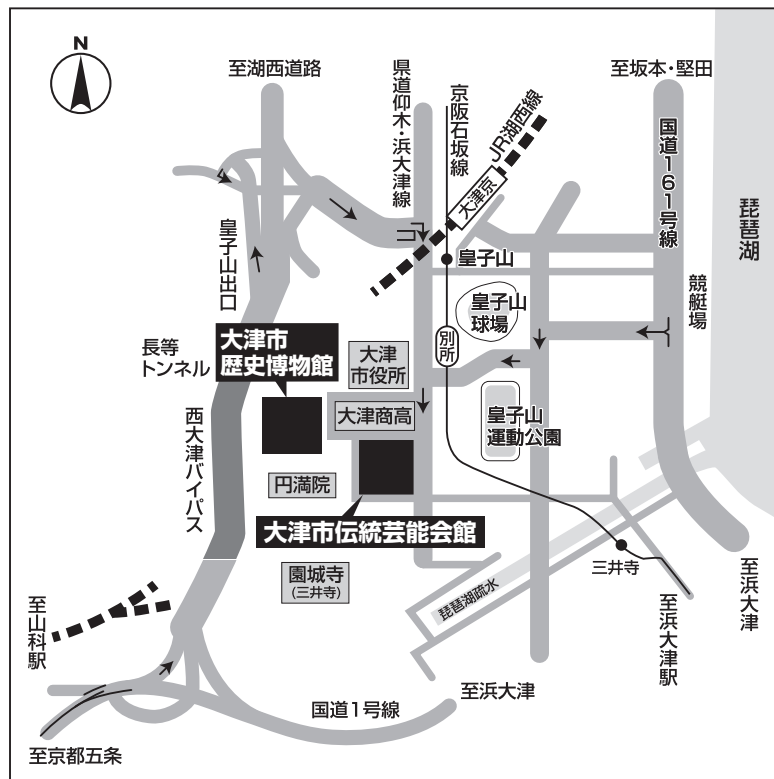 N
至湖西道路
県道仰木・浜大津線
京阪石坂線
JR湖西線
至坂本・堅田
国道161号線
琵琶湖
大津京
皇子山出口
皇子山
競艇場
皇子山
球場
別所
長等
トンネル
大津市
歴史博物館
大津
市役所
大津商高
皇子山
運動公園
西大津バイパス
円満院
大津市伝統芸能会館
園城寺
(三井寺)
琵琶湖疏水
三井寺
至浜大津
至浜大津駅
至山科駅
至浜大津
国道1号線
至京都五条